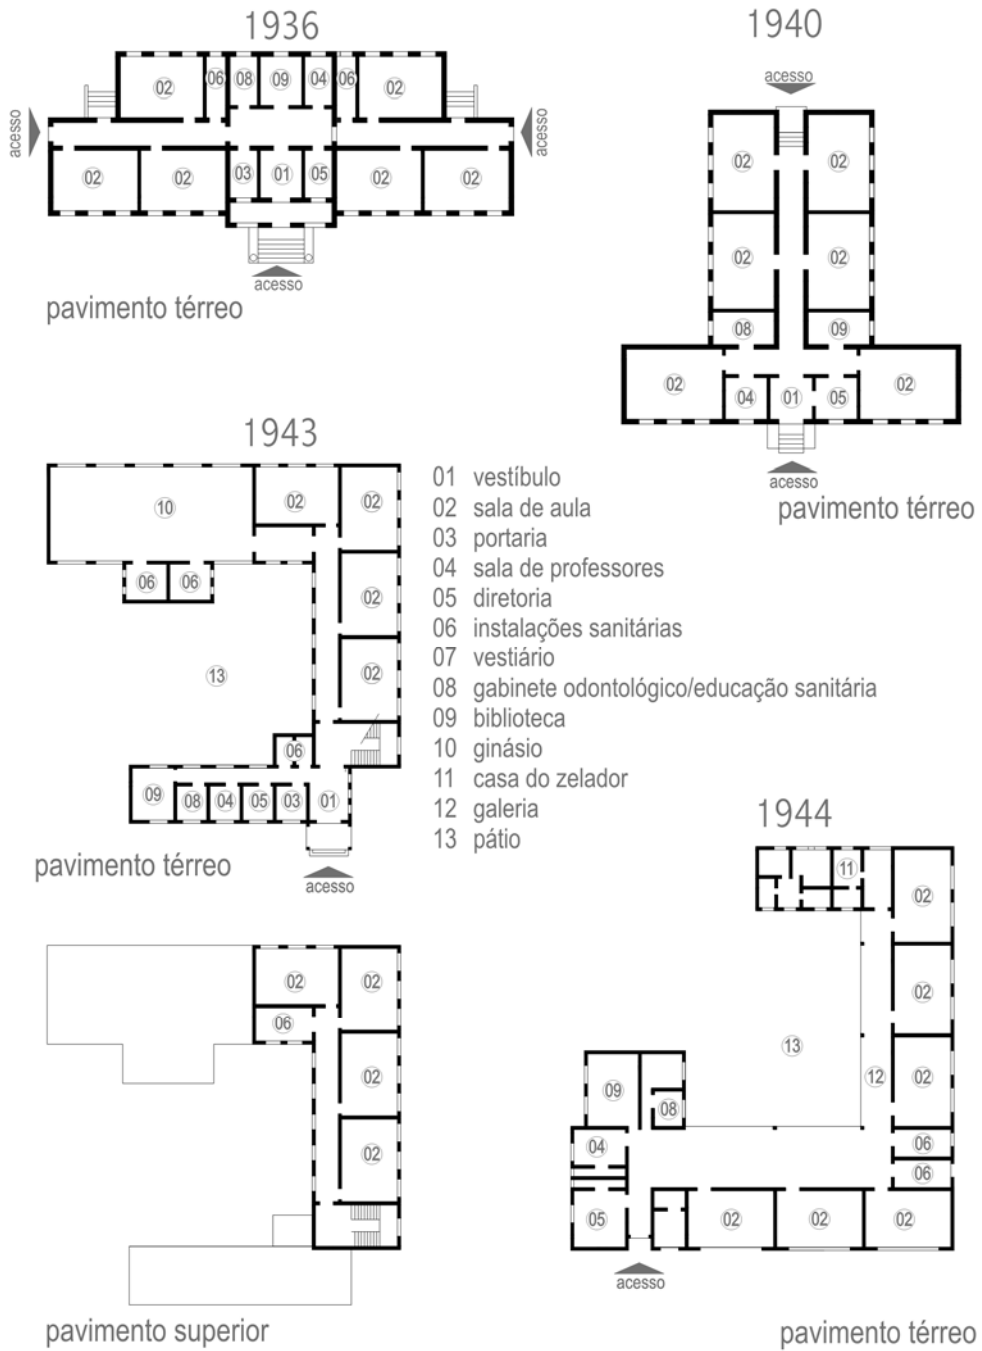 1936
02
06
08
09
04
06
02
acesso
acesso
02
02
03
01
05
02
02
acesso
pavimento térreo
1940
acesso
02
02
02
02
08
09
02
04
01
05
02
acesso
pavimento térreo
1943
10
02
02
06
06
02
13
02
06
09
08
04
05
03
01
pavimento térreo
acesso
02
02
06
02
02
pavimento superior
01 vestíbulo
02 sala de aula
03 portaria
04 sala de professores
05 diretoria
06 instalações sanitárias
07 vestiário
08 gabinete odontológico/educação sanitária
09 biblioteca
10 ginásio
11 casa do zelador
12 galeria
13 pátio
1944
11
02
02
13
12
02
09
08
04
06
06
05
02
02
02
acesso
pavimento térreo